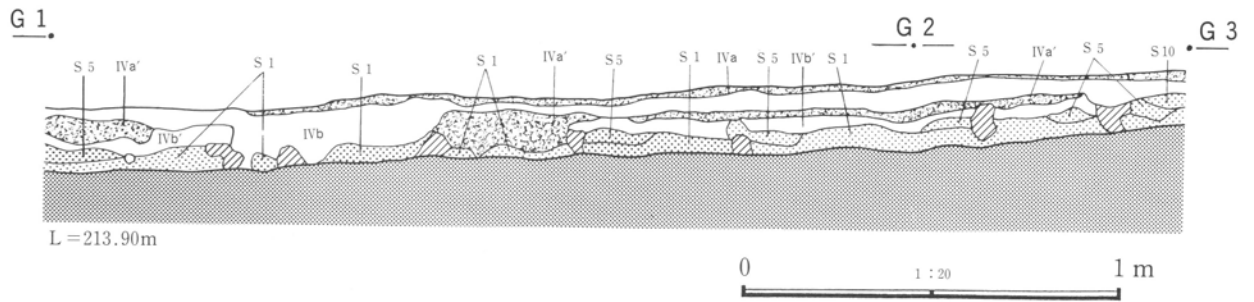 G 1
G 2
G 3
S 5 IVa′ S 1 S 1 S 1 IVa′ S 5 S 1 IVa S 5 IVb′ S 1 S 5 IVa′ S 5 S10
IVb′ IVb
L=213.90m
0 1 : 20 1 m